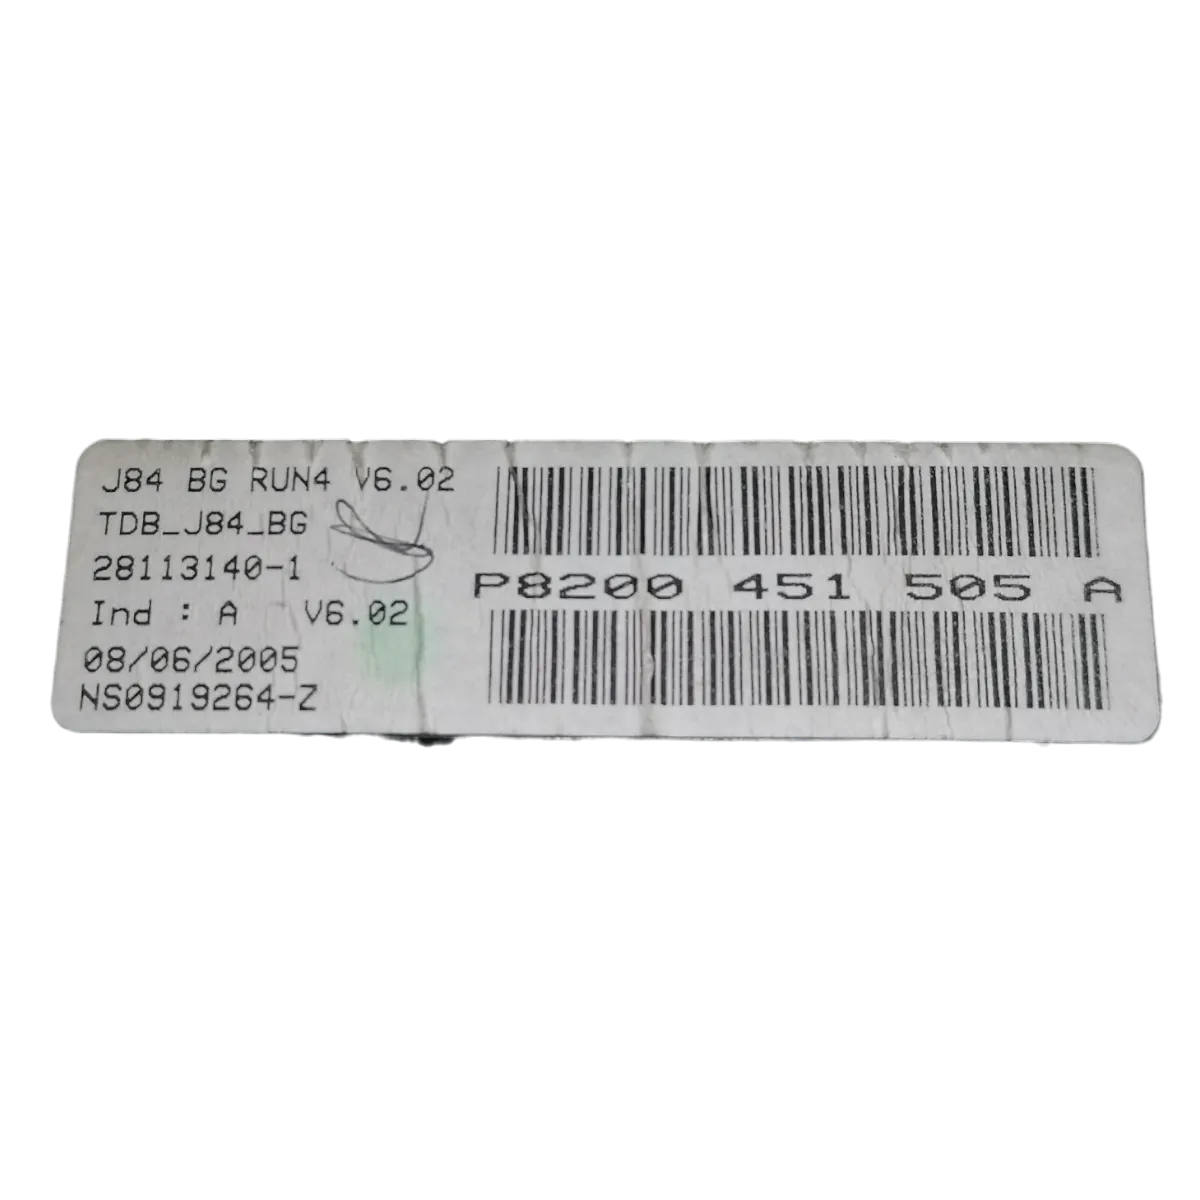 J84 BG RUN4 V6.02
TDB_J84_BG
28113140-1
Ind : A V6.02
08/06/2005
NS0919264-Z
P8200 451 505 A